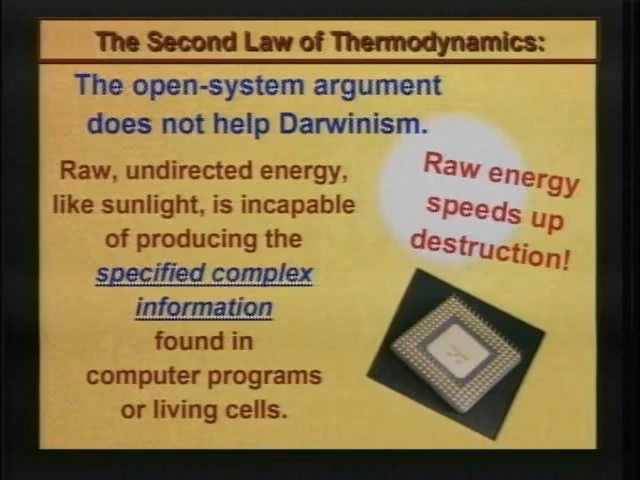 The Second Law of Thermodynamics:
The open-system argument
does not help Darwinism.
Raw, undirected energy,
like sunlight, is incapable
of producing the
specified complex
information
found in
computer programs
or living cells.
Raw energy
speeds up
destruction!